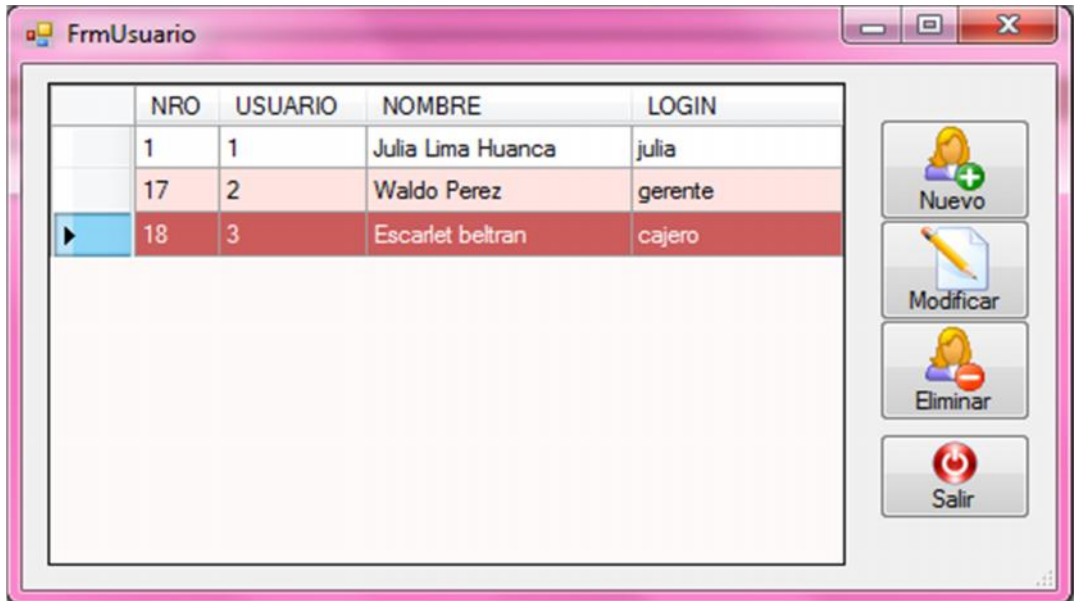 FrmUsuario
NRO USUARIO NOMBRE LOGIN
1 1 Julia Lima Huanca julia
17 2 Waldo Perez gerente
18 3 Escarlet beltran cajero
Nuevo
Modificar
Eliminar
Salir